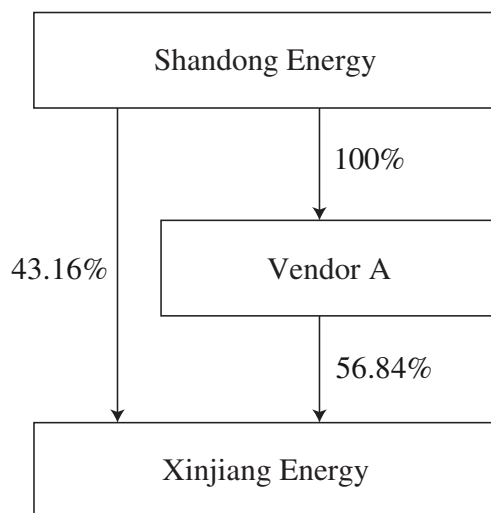 Shandong Energy
100%
43.16%
Vendor A
56.84%
Xinjiang Energy